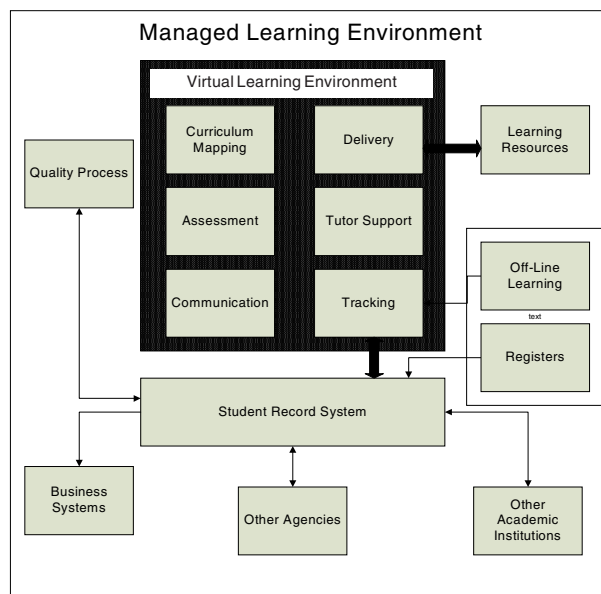 Managed Learning Environment
Virtual Learning Environment
Curriculum
Mapping
Delivery
Learning
Resources
Quality Process
Assessment
Tutor Support
Off-Line
Learning
Communication
Tracking
text
Registers
Student Record System
Business
Systems
Other Agencies
Other
Academic
Institutions